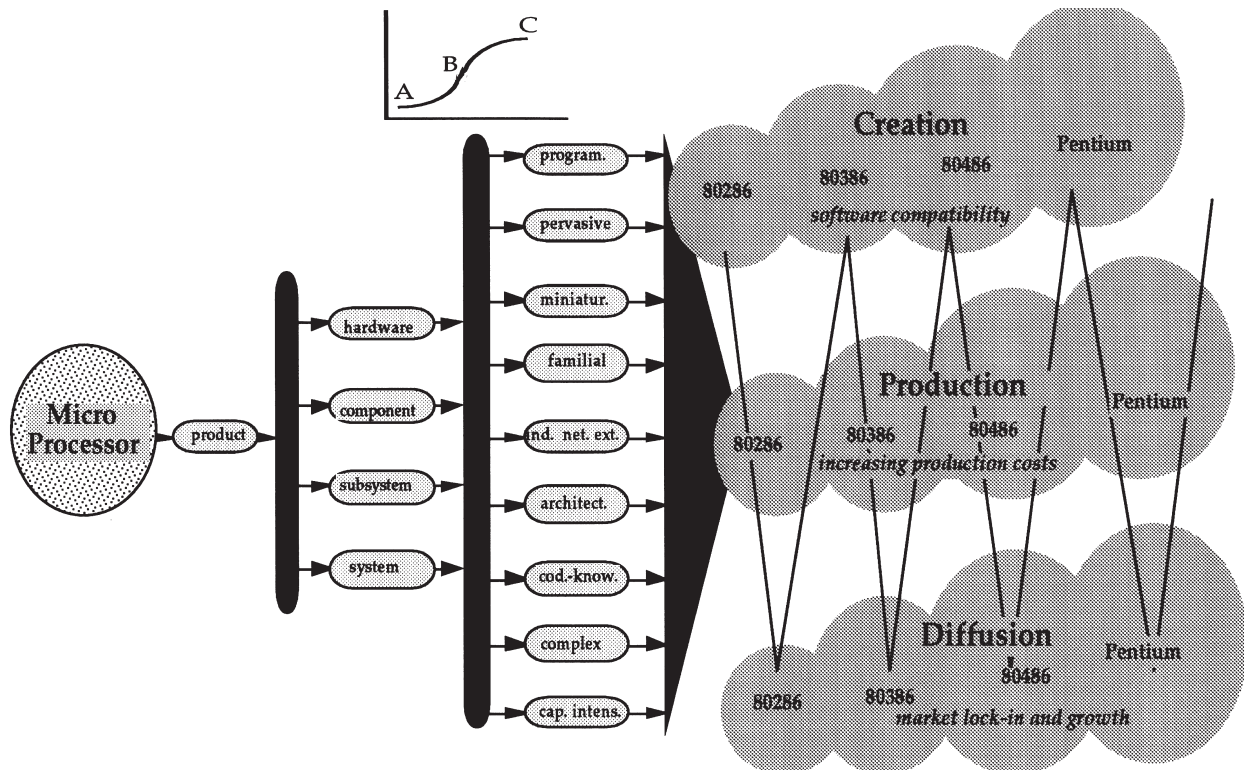 A
B
C
Micro
Processor
product
hardware
component
subsystem
system
program.
pervasive
miniatur.
familial
ind. net. ext.
architect.
cod.-know.
complex
cap. intens.
Creation
80286
80386
80486
Pentium
software compatibility
Production
80286
80386
80486
Pentium
increasing production costs
Diffusion
80286
80386
80486
Pentium
market lock-in and growth